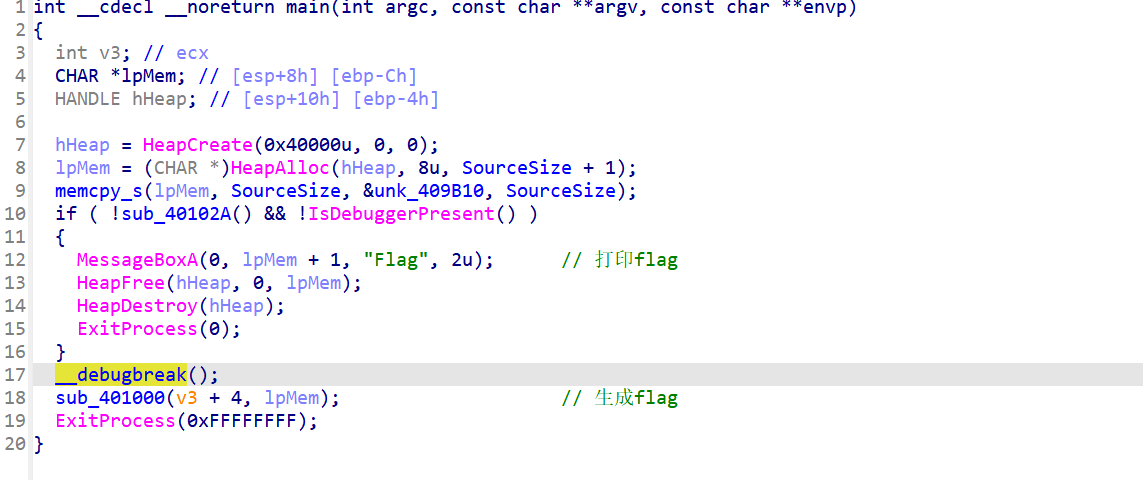 1 int __cdecl __noreturn main(int argc, const char **argv, const char **envp)
2 {
3   int v3; // ecx
4   CHAR *lpMem; // [esp+8h] [ebp-Ch]
5   HANDLE hHeap; // [esp+10h] [ebp-4h]
6
7   hHeap = HeapCreate(0x40000u, 0, 0);
8   lpMem = (CHAR *)HeapAlloc(hHeap, 8u, SourceSize + 1);
9   memcpy_s(lpMem, SourceSize, &unk_409B10, SourceSize);
10   if ( !sub_40102A() && !IsDebuggerPresent() )
11   {
12     MessageBoxA(0, lpMem + 1, "Flag", 2u);      // 打印flag
13     HeapFree(hHeap, 0, lpMem);
14     HeapDestroy(hHeap);
15     ExitProcess(0);
16   }
17   __debugbreak();
18   sub_401000(v3 + 4, lpMem);                    // 生成flag
19   ExitProcess(0xFFFFFFFF);
20 }